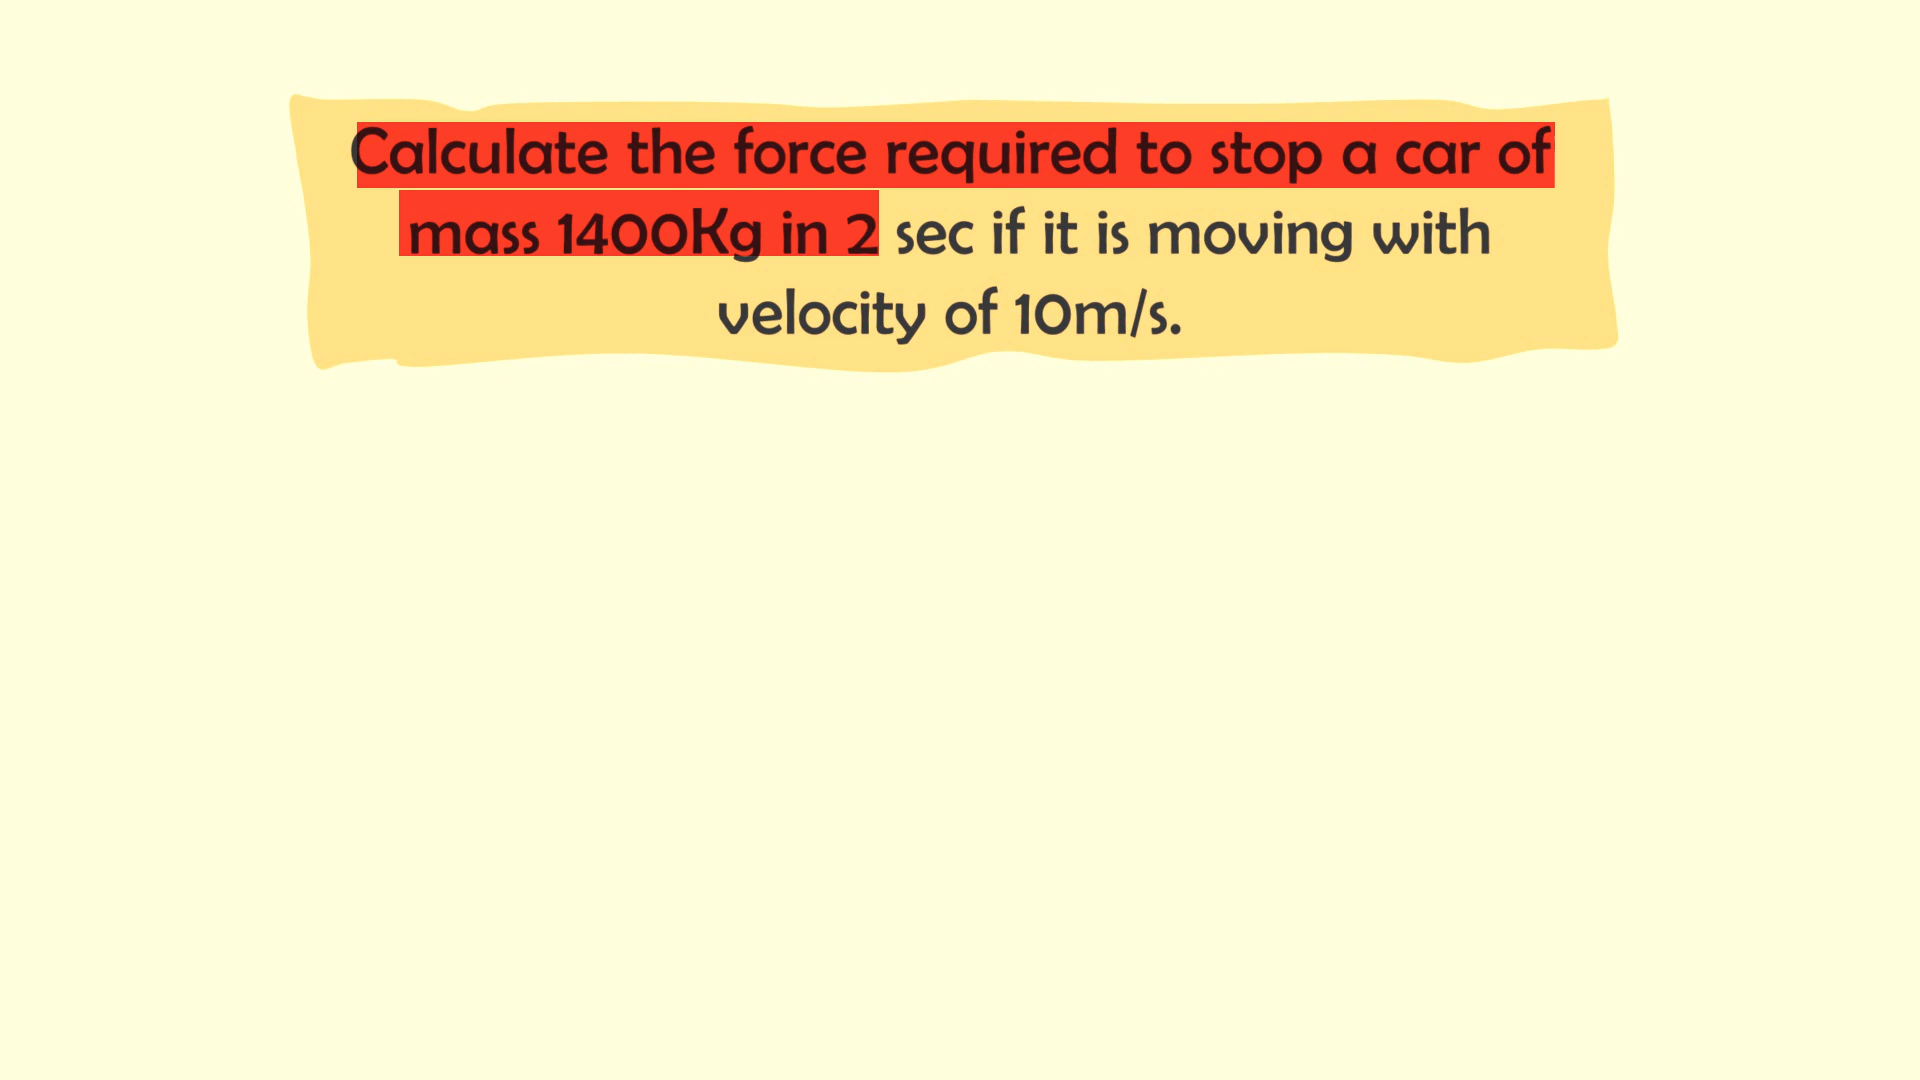 Calculate the force required to stop a car of
mass 1400Kg in 2 sec if it is moving with
velocity of 10m/s.